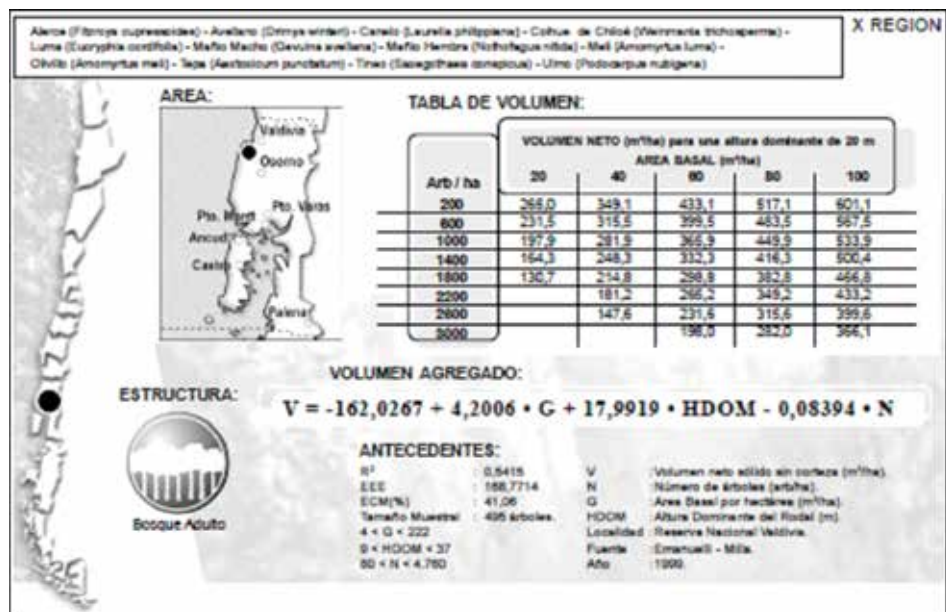 X REGION
Alerce (Fitzroya cupressoides) - Avellano (Drimys winteri) - Canelo (Laurelia philippiana) - Coihue de Chiloé (Weinmannia trichosperma) -
Luma (Eucryphia cordifolia) - Mañio Macho (Gevuina avellana) - Mañio Hembra (Nothofagus nitida) - Meli (Amomyrtus luma) -
Olivillo (Amomyrtus meli) - Tepa (Aextoxicum punctatum) - Tineo (Saxegothaea conspicua) - Ulmo (Podocarpus nubigena)
AREA:
Valdivia
Osorno
Pto. Montt
Pto. Varas
Ancud
Castro
Palena
TABLA DE VOLUMEN:
VOLUMEN NETO (m³/ha) para una altura dominante de 20 m
AREA BASAL (m²/ha)
Arb / ha 20 40 60 80 100
200 265,0 349,1 433,1 517,1 601,1
600 231,5 315,5 399,5 483,5 567,5
1000 197,9 281,9 365,9 449,9 533,9
1400 164,3 248,3 332,3 416,3 500,4
1800 130,7 214,8 298,8 382,8 466,8
2200 181,2 265,2 349,2 433,2
2600 147,6 231,6 315,6 399,6
3000 198,0 282,0 366,1
ESTRUCTURA:
Bosque Adulto
VOLUMEN AGREGADO:
V = -162,0267 + 4,2006 • G + 17,9919 • HDOM - 0,08394 • N
ANTECEDENTES:
R² : 0,5415
EEE : 168,7714
ECM(%) : 41,06
Tamaño Muestral : 495 árboles.
4 < G < 222
9 < HDOM < 37
80 < N < 4.760
V : Volumen neto sólido sin corteza (m³/ha).
N : Número de árboles (arb/ha).
G : Area Basal por hectárea (m²/ha).
HDOM : Altura Dominante del Rodal (m).
Localidad : Reserva Nacional Valdivia.
Fuente : Emanuelli - Milla.
Año : 1999.